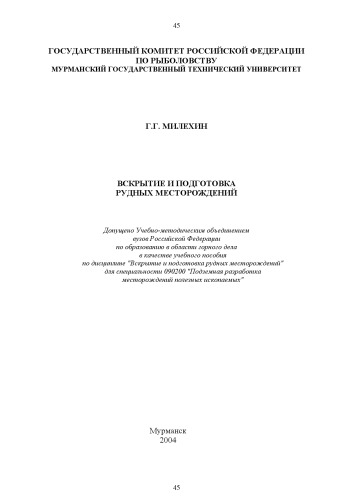 45
ГОСУДАРСТВЕННЫЙ КОМИТЕТ РОССИЙСКОЙ ФЕДЕРАЦИИ
ПО РЫБОЛОВСТВУ
МУРМАНСКИЙ ГОСУДАРСТВЕННЫЙ ТЕХНИЧЕСКИЙ УНИВЕРСИТЕТ
Г.Г. МИЛЕХИН
ВСКРЫТИЕ И ПОДГОТОВКА
РУДНЫХ МЕСТОРОЖДЕНИЙ
Допущено Учебно-методическим объединением
вузов Российской Федерации
по образованию в области горного дела
в качестве учебного пособия
по дисциплине "Вскрытие и подготовка рудных месторождений"
для специальности 090200 "Подземная разработка
месторождений полезных ископаемых"
Мурманск
2004
45